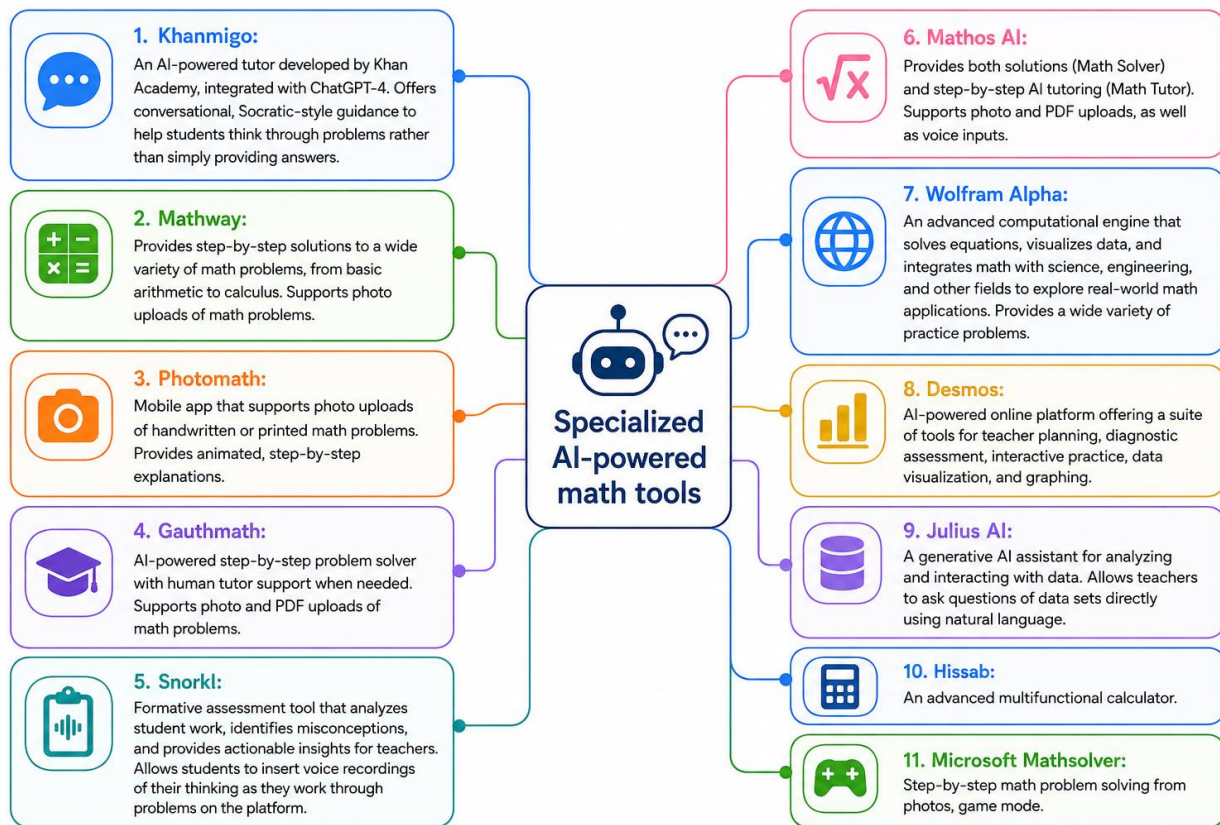 1. Khanmigo:
An AI-powered tutor developed by Khan
Academy, integrated with ChatGPT-4. Offers
conversational, Socratic-style guidance to
help students think through problems rather
than simply providing answers.
2. Mathway:
Provides step-by-step solutions to a wide
variety of math problems, from basic
arithmetic to calculus. Supports photo
uploads of math problems.
3. Photomath:
Mobile app that supports photo uploads
of handwritten or printed math problems.
Provides animated, step-by-step
explanations.
4. Gauthmath:
AI-powered step-by-step problem solver
with human tutor support when needed.
Supports photo and PDF uploads of
math problems.
5. Snorkl:
Formative assessment tool that analyzes
student work, identifies misconceptions,
and provides actionable insights for teachers.
Allows students to insert voice recordings
of their thinking as they work through
problems on the platform.
Specialized
AI-powered
math tools
√x
6. Mathos AI:
Provides both solutions (Math Solver)
and step-by-step AI tutoring (Math Tutor).
Supports photo and PDF uploads, as well
as voice inputs.
7. Wolfram Alpha:
An advanced computational engine that
solves equations, visualizes data, and
integrates math with science, engineering,
and other fields to explore real-world math
applications. Provides a wide variety of
practice problems.
8. Desmos:
AI-powered online platform offering a suite
of tools for teacher planning, diagnostic
assessment, interactive practice, data
visualization, and graphing.
9. Julius AI:
A generative AI assistant for analyzing
and interacting with data. Allows teachers
to ask questions of data sets directly
using natural language.
10. Hissab:
An advanced multifunctional calculator.
11. Microsoft Mathsolver:
Step-by-step math problem solving from
photos, game mode.